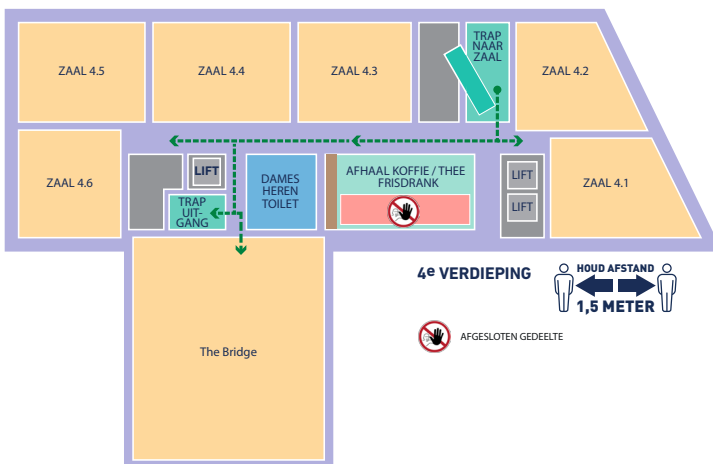 ZAAL 4.5
ZAAL 4.4
ZAAL 4.3
TRAP
NAAR
ZAAL
ZAAL 4.2
ZAAL 4.6
LIFT
TRAP
UIT-
GANG
DAMES
HEREN
TOILET
AFHAAL KOFFIE / THEE
FRISDRANK
LIFT
LIFT
ZAAL 4.1
4e VERDIEPING
HOUD AFSTAND
1,5 METER
AFGESLOTEN GEDEELTE
The Bridge